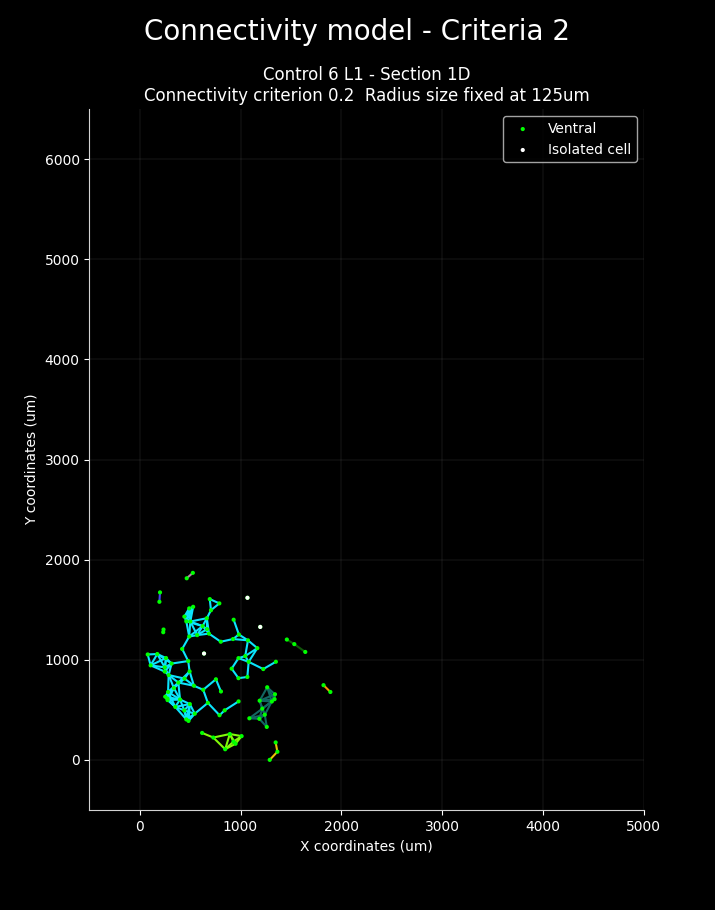 Connectivity model - Criteria 2
Control 6 L1 - Section 1D
Connectivity criterion 0.2  Radius size fixed at 125um
Ventral
Isolated cell
6000
5000
4000
3000
2000
1000
0
Y coordinates (um)
0 1000 2000 3000 4000 5000
X coordinates (um)